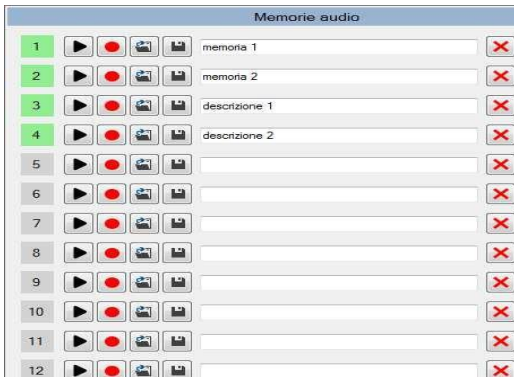 Memorie audio
1 memoria 1
2 memoria 2
3 descrizione 1
4 descrizione 2
5
6
7
8
9
10
11
12